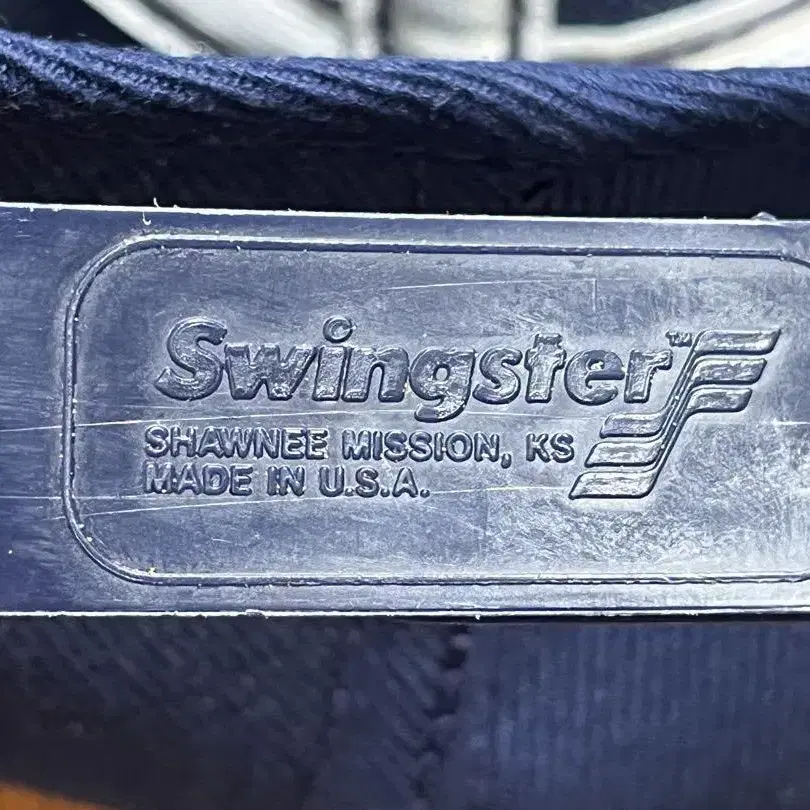 Swingster™
SHAWNEE MISSION, KS
MADE IN U.S.A.